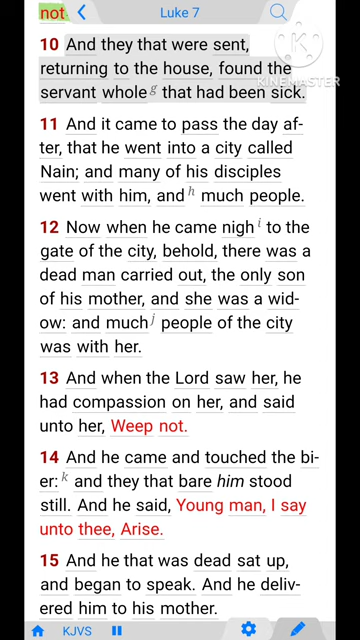 not.
Luke 7
10 And they that were sent,
returning to the house, found the
servant whole g that had been sick.
KINEMASTER
11 And it came to pass the day af-
ter, that he went into a city called
Nain; and many of his disciples
went with him, and h much people.
12 Now when he came nigh i to the
gate of the city, behold, there was a
dead man carried out, the only son
of his mother, and she was a wid-
ow: and much j people of the city
was with her.
13 And when the Lord saw her, he
had compassion on her, and said
unto her, Weep not.
14 And he came and touched the bi-
er: k and they that bare him stood
still. And he said, Young man, I say
unto thee, Arise.
15 And he that was dead sat up,
and began to speak. And he deliv-
ered him to his mother.
KJVS